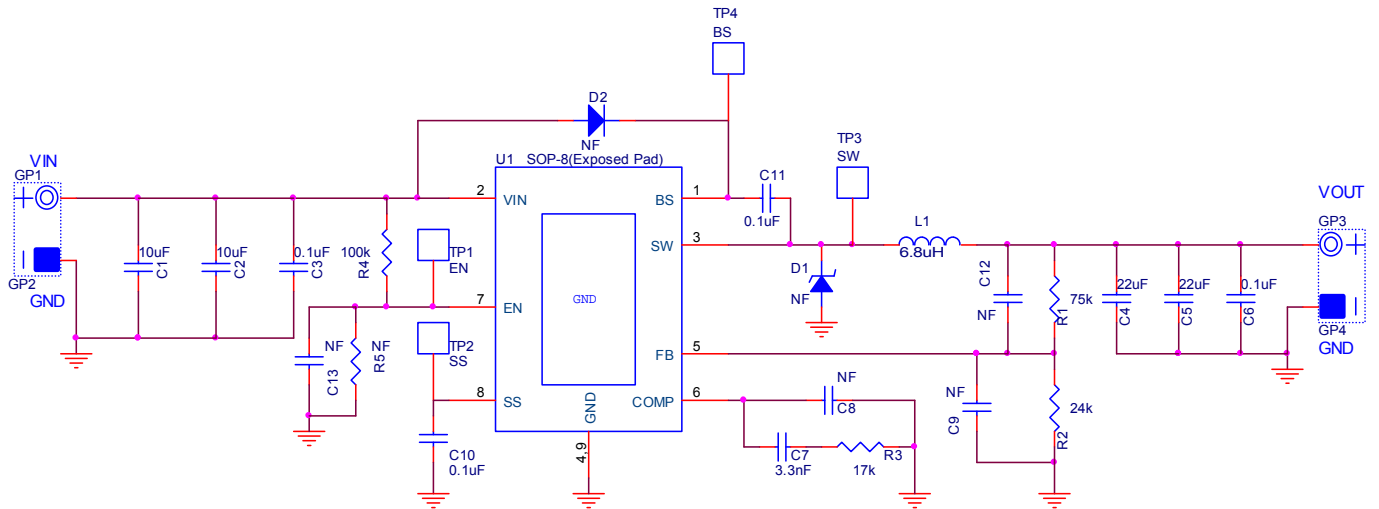 TP4
BS
D2
NF
U1 SOP-8(Exposed Pad)
TP3
SW
VIN
GP1
GP2
GND
10uF
C1
10uF
C2
0.1uF
C3
100k
R4
TP1
EN
NF
C13
NF
R5
TP2
SS
C10
0.1uF
2
VIN
7
EN
8
SS
GND
GND
4,9
BS
1
SW
3
FB
5
COMP
6
C11
0.1uF
D1
NF
L1
6.8uH
C12
NF
75k
R1
22uF
C4
22uF
C5
0.1uF
C6
VOUT
GP3
GP4
GND
NF
C8
C7
3.3nF
R3
17k
NF
C9
24k
R2